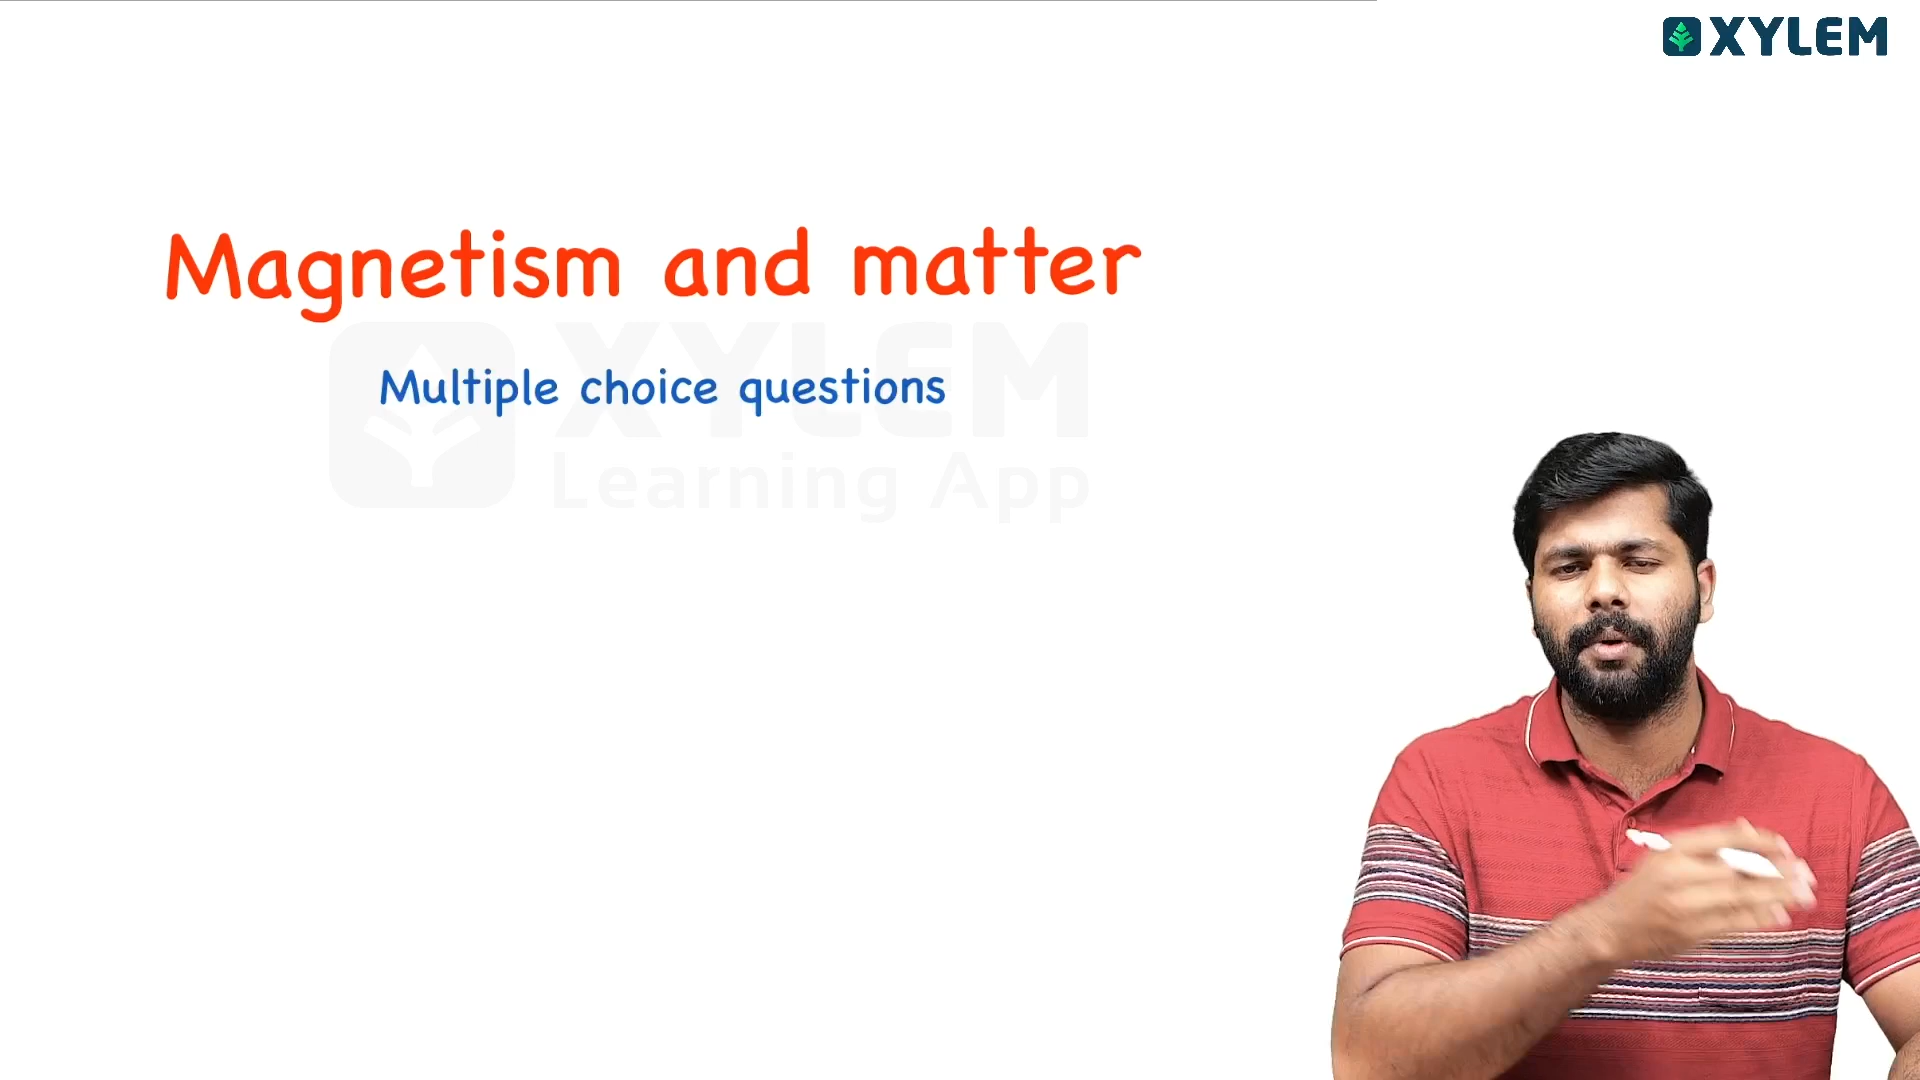 XYLEM
Magnetism and matter
XYLEM
Multiple choice questions
Learning App